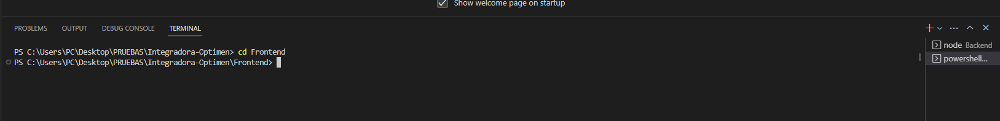 Show welcome page on startup
PROBLEMS OUTPUT DEBUG CONSOLE TERMINAL
PS C:\Users\PC\Desktop\PRUEBAS\Integradora-Optimen> cd Frontend
PS C:\Users\PC\Desktop\PRUEBAS\Integradora-Optimen\Frontend>
node Backend
powershell...